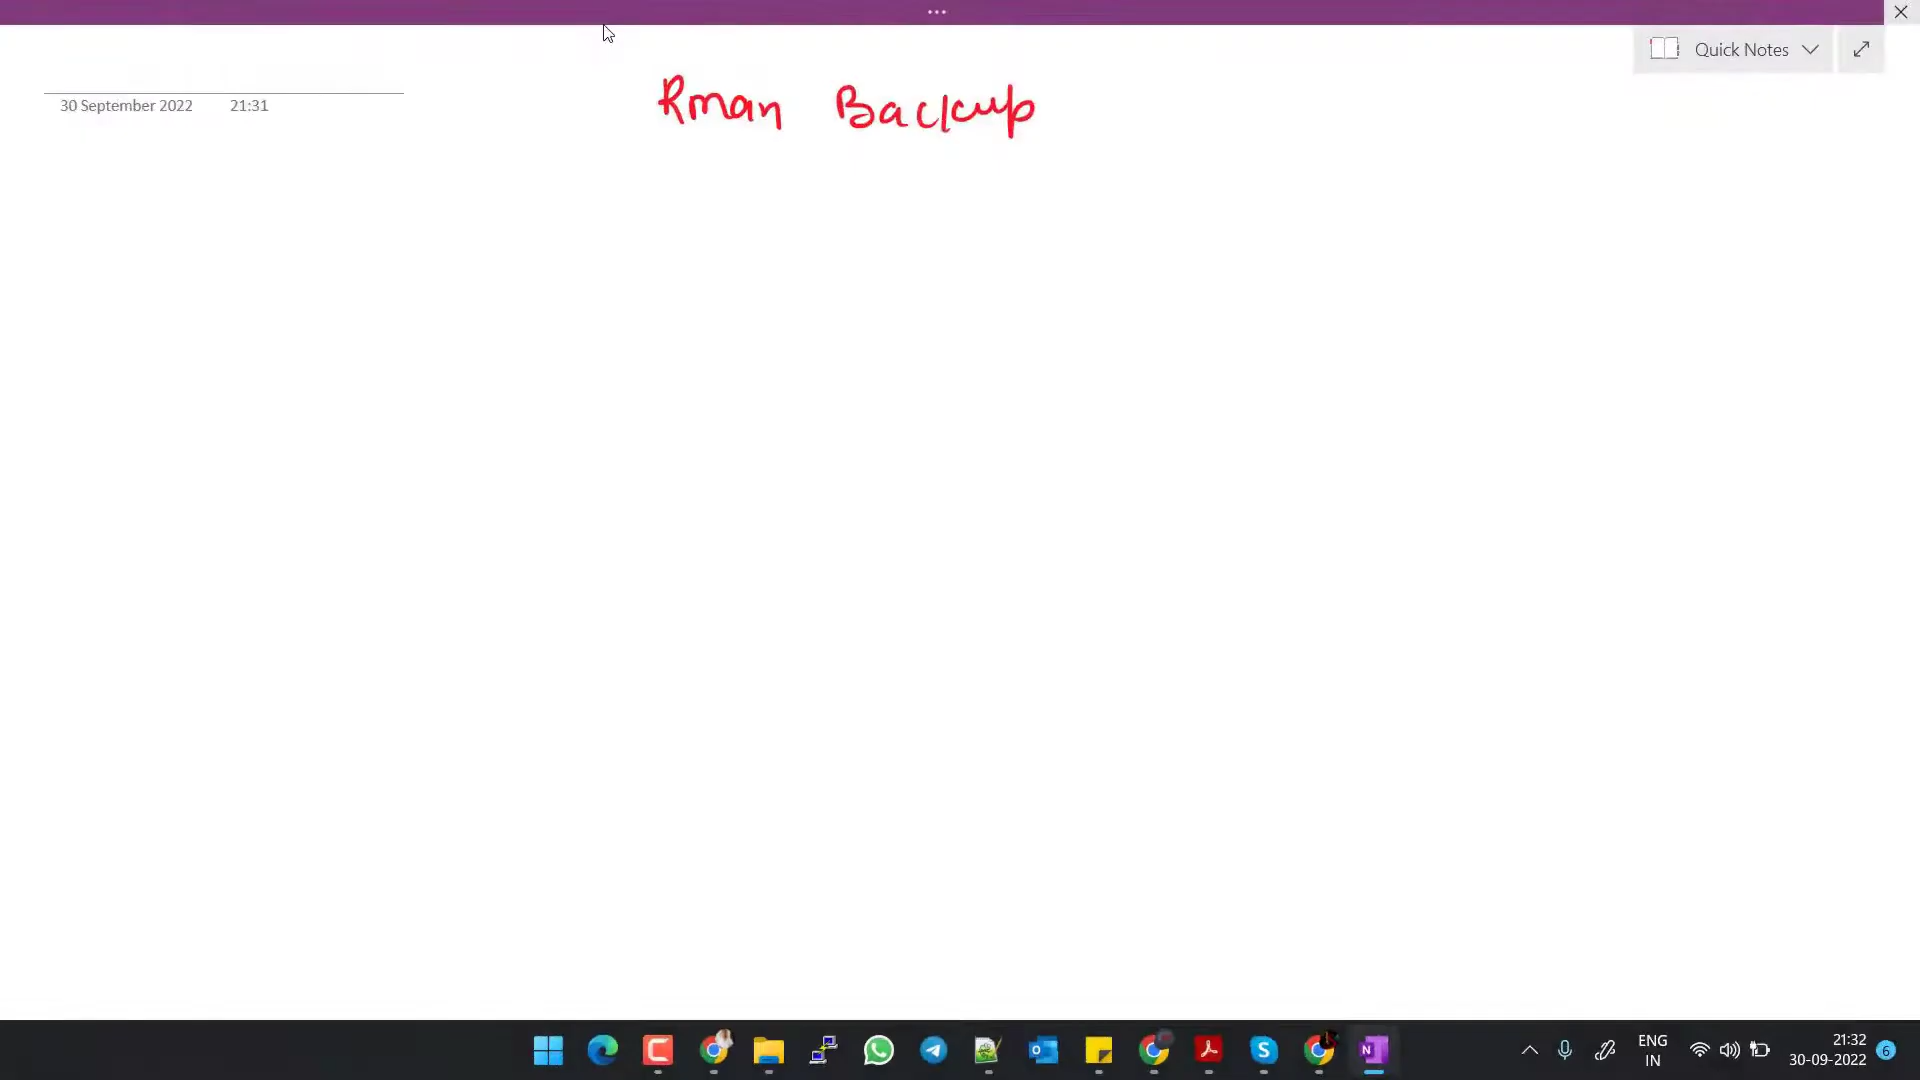 Quick Notes
Rman Backup
30 September 2022 21:31
ENG
IN
21:32
30-09-2022
6